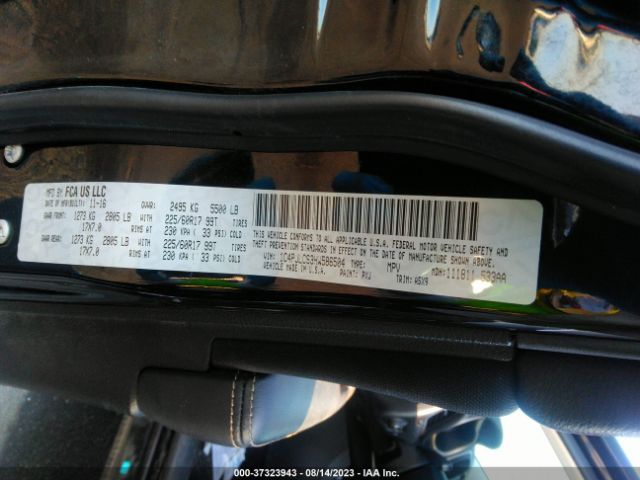 MFD BY: FCA US LLC
DATE OF MFR: 11-16 GVWR: 2495 KG 5500 LB
GAWR FRONT: 1273 KG 2805 LB WITH 225/60R17 99T TIRES
17X7.0 RIMS AT 230 KPA ( 33 PSI) COLD
GAWR REAR: 1273 KG 2805 LB WITH 225/60R17 99T TIRES
17X7.0 RIMS AT 230 KPA ( 33 PSI) COLD
THIS VEHICLE CONFORMS TO ALL APPLICABLE U.S.A. FEDERAL MOTOR VEHICLE SAFETY AND
THEFT PREVENTION STANDARDS IN EFFECT ON THE DATE OF MANUFACTURE SHOWN ABOVE.
VIN: TYPE: MPV MDH: 111811 533AA
VEHICLE MADE IN U.S.A. PAINT: PXJ TRIM: A6X9
000-37323943 - 08/14/2023 - IAA Inc.